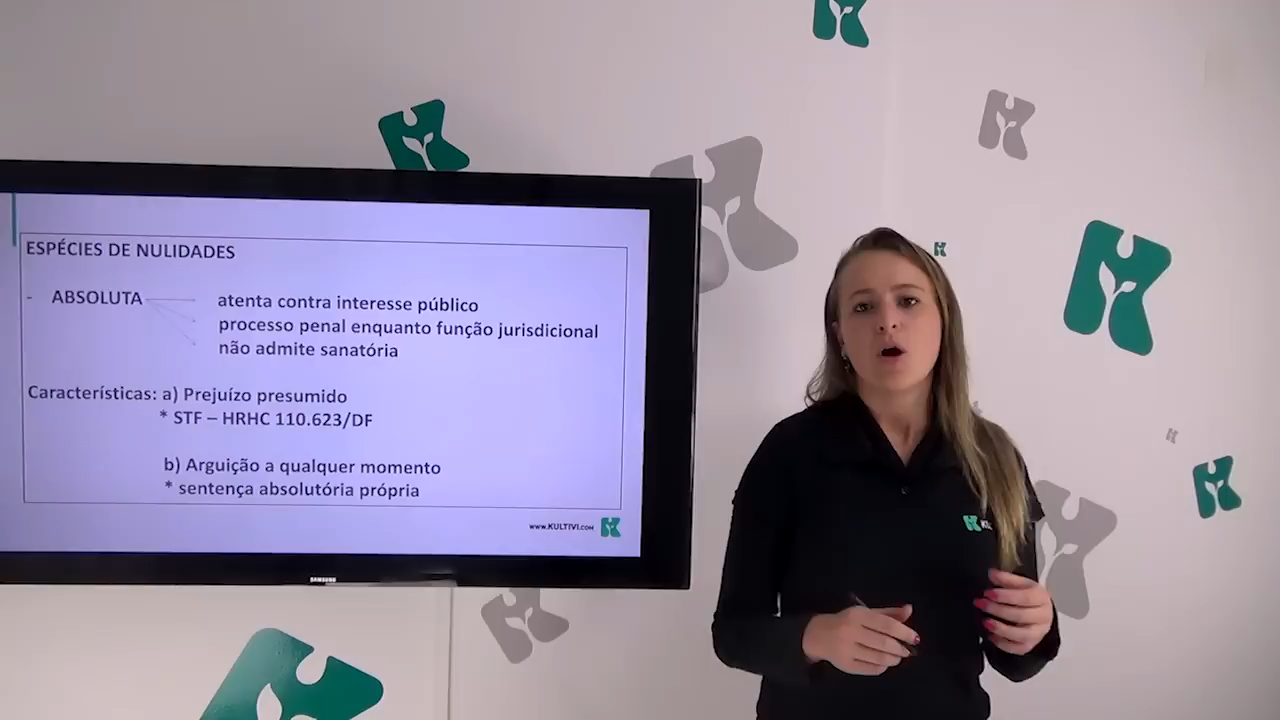 ESPÉCIES DE NULIDADES
- ABSOLUTA atenta contra interesse público
processo penal enquanto função jurisdicional
não admite sanatória
Características: a) Prejuízo presumido
* STF – HRHC 110.623/DF
b) Arguição a qualquer momento
* sentença absolutória própria
www.KULTIVI.COM
SAMSUNG